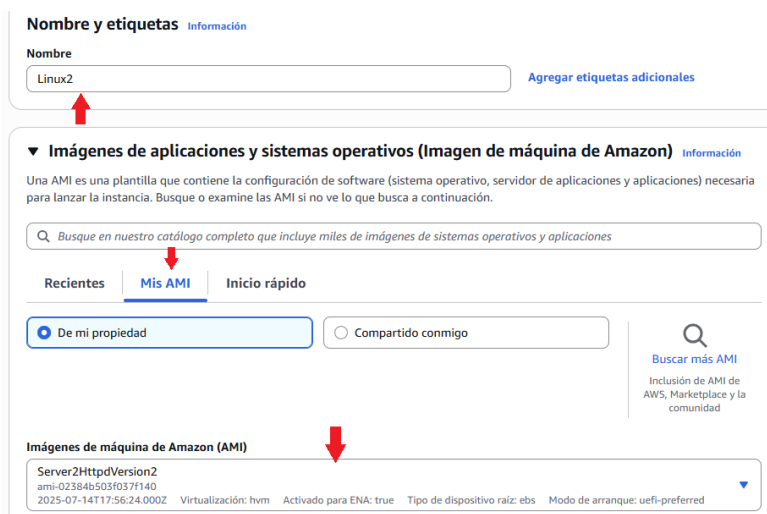 Nombre y etiquetas Información
Nombre
Linux2
Agregar etiquetas adicionales
▼ Imágenes de aplicaciones y sistemas operativos (Imagen de máquina de Amazon) Información
Una AMI es una plantilla que contiene la configuración de software (sistema operativo, servidor de aplicaciones y aplicaciones) necesaria
para lanzar la instancia. Busque o examine las AMI si no ve lo que busca a continuación.
Busque en nuestro catálogo completo que incluye miles de imágenes de sistemas operativos y aplicaciones
Recientes Mis AMI Inicio rápido
De mi propiedad
Compartido conmigo
Buscar más AMI
Inclusión de AMI de
AWS, Marketplace y la
comunidad
Imágenes de máquina de Amazon (AMI)
Server2HttpdVersion2
ami-02384b503f037f140
2025-07-14T17:56:24.000Z Virtualización: hvm Activado para ENA: true Tipo de dispositivo raíz: ebs Modo de arranque: uefi-preferred